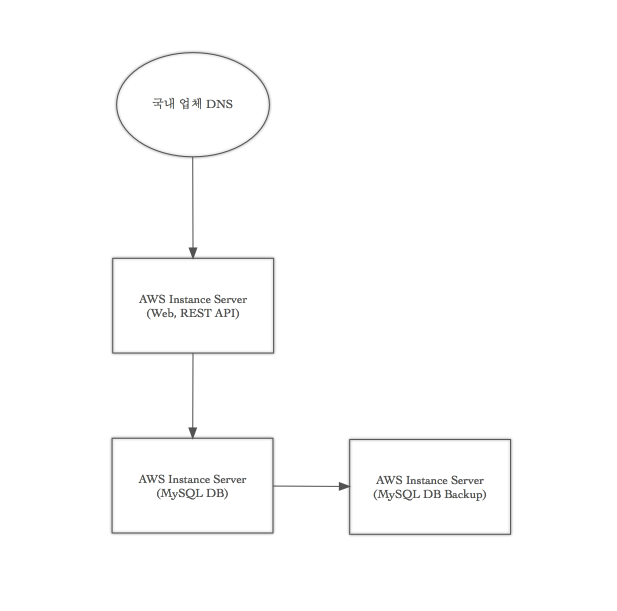 국내 업체 DNS
AWS Instance Server
(Web, REST API)
AWS Instance Server
(MySQL DB)
AWS Instance Server
(MySQL DB Backup)